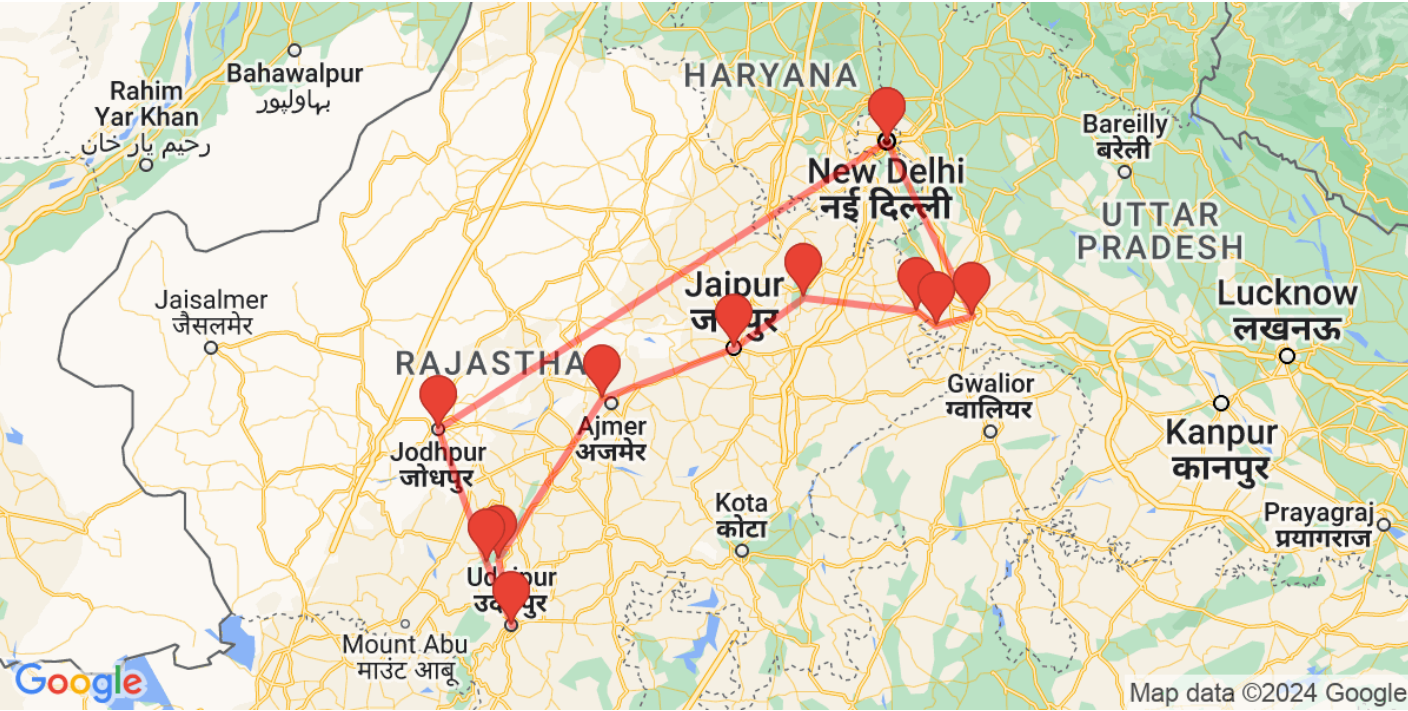 Bahawalpur
بہاولپور
Rahim
Yar Khan
رحیم یار خان
HARYANA
Bareilly
बरेली
New Delhi
नई दिल्ली
UTTAR
PRADESH
Jaipur
Jaisalmer
जैसलमेर
Lucknow
लखनऊ
RAJASTHA
Gwalior
ग्वालियर
Ajmer
अजमेर
Jodhpur
जोधपुर
Kanpur
कानपुर
Kota
कोटा
Prayagraj
प्रयागराज
Mount Abu
माउंट आबू
Google
Map data ©2024 Google